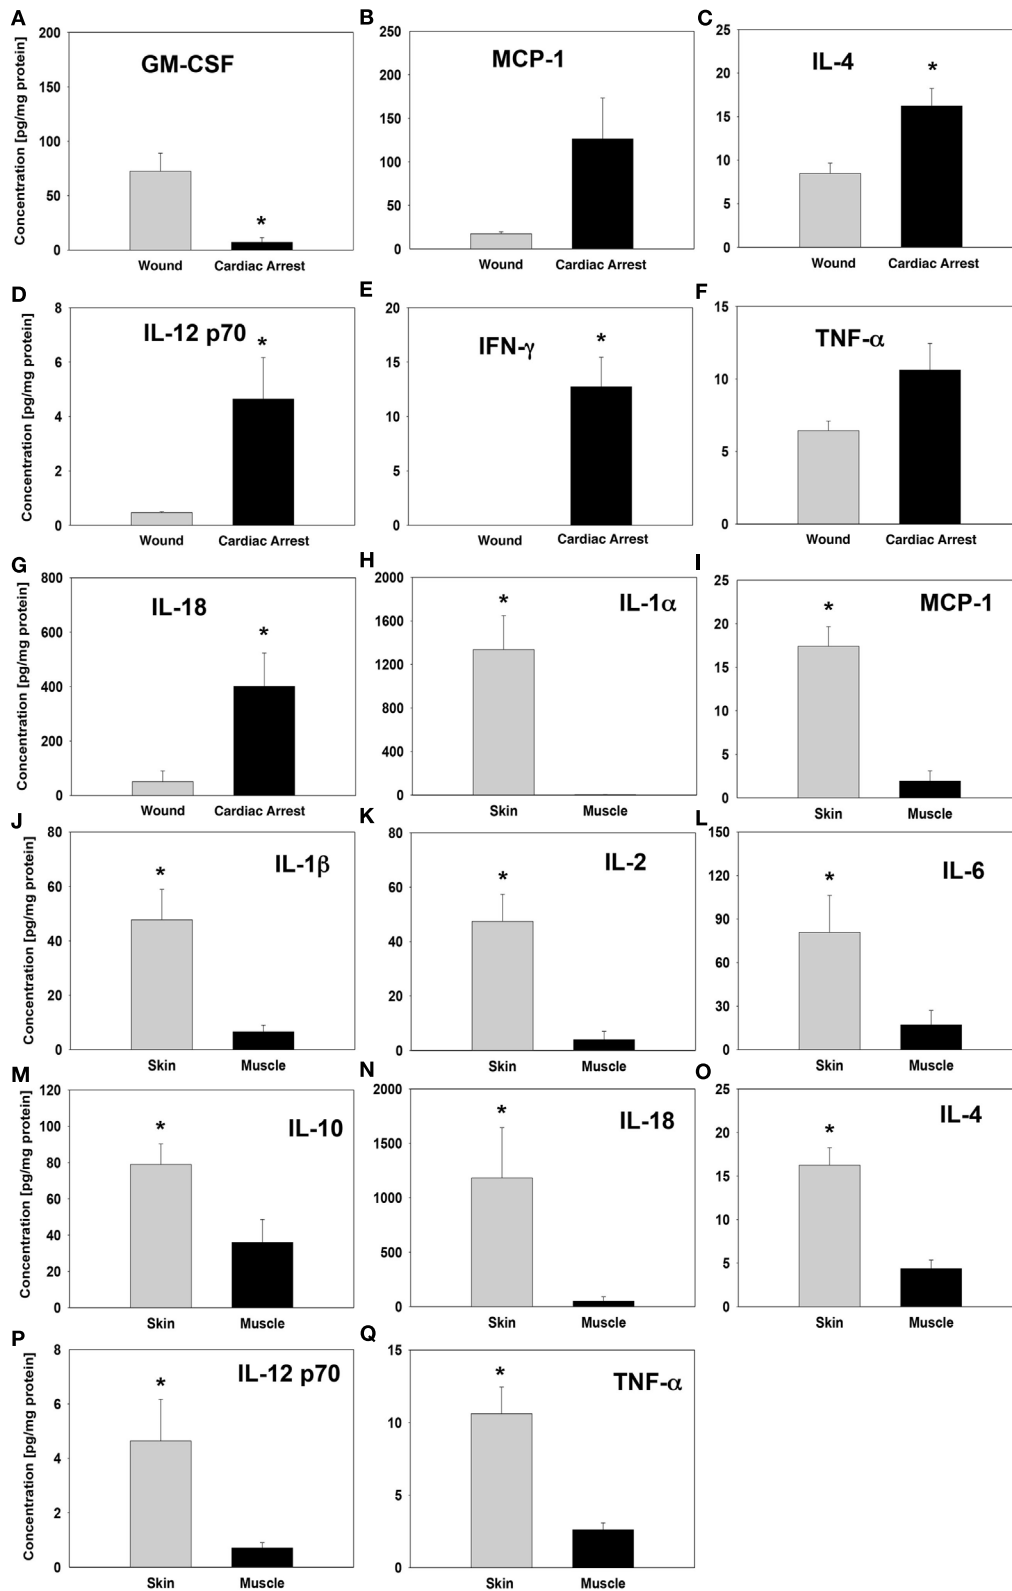 A
B
C
Concentration [pg/mg protein]
200
150
100
50
0
GM-CSF
*
Wound Cardiac Arrest
250
200
150
100
50
0
MCP-1
Wound Cardiac Arrest
25
20
15
10
5
0
IL-4
*
Wound Cardiac Arrest
D
E
F
Concentration [pg/mg protein]
8
6
4
2
0
IL-12 p70
*
Wound Cardiac Arrest
20
15
10
5
0
IFN-γ
*
Wound Cardiac Arrest
15
10
5
0
TNF-α
Wound Cardiac Arrest
G
H
I
Concentration [pg/mg protein]
800
600
400
200
0
IL-18
*
Wound Cardiac Arrest
2000
1600
1200
800
400
0
IL-1α
*
Skin Muscle
25
20
15
10
5
0
MCP-1
*
Skin Muscle
J
K
L
Concentration [pg/mg protein]
80
60
40
20
0
IL-1β
*
Skin Muscle
80
60
40
20
0
IL-2
*
Skin Muscle
150
120
90
60
30
0
IL-6
*
Skin Muscle
M
N
O
Concentration [pg/mg protein]
120
100
80
60
40
20
0
IL-10
*
Skin Muscle
2000
1500
1000
500
0
IL-18
*
Skin Muscle
25
20
15
10
5
0
IL-4
*
Skin Muscle
P
Q
Concentration [pg/mg protein]
8
6
4
2
0
IL-12 p70
*
Skin Muscle
15
10
5
0
TNF-α
*
Skin Muscle